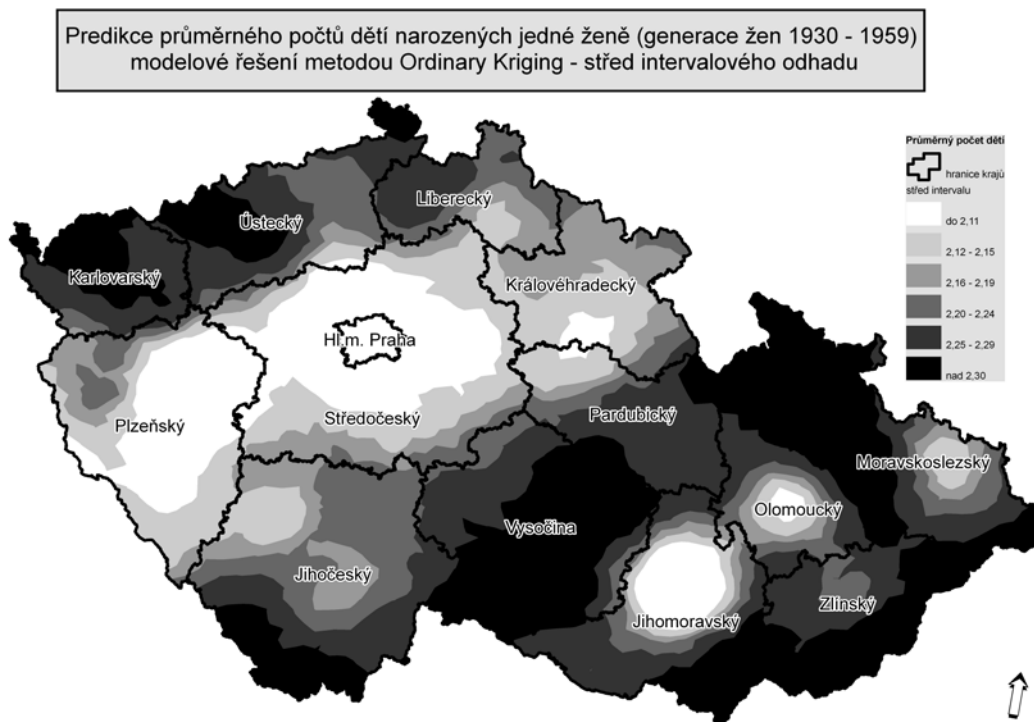 Predikce průměrného počtů dětí narozených jedné ženě (generace žen 1930 - 1959)
modelové řešení metodou Ordinary Kriging - střed intervalového odhadu
Průměrný počet dětí
hranice krajů
střed intervalu
do 2,11
2,12 - 2,15
2,16 - 2,19
2,20 - 2,24
2,25 - 2,29
nad 2,30
Liberecký
Ústecký
Karlovarský
Královéhradecký
Hl.m. Praha
Plzeňský
Středočeský
Pardubický
Moravskoslezský
Olomoucký
Vysočina
Jihočeský
Zlínský
Jihomoravský